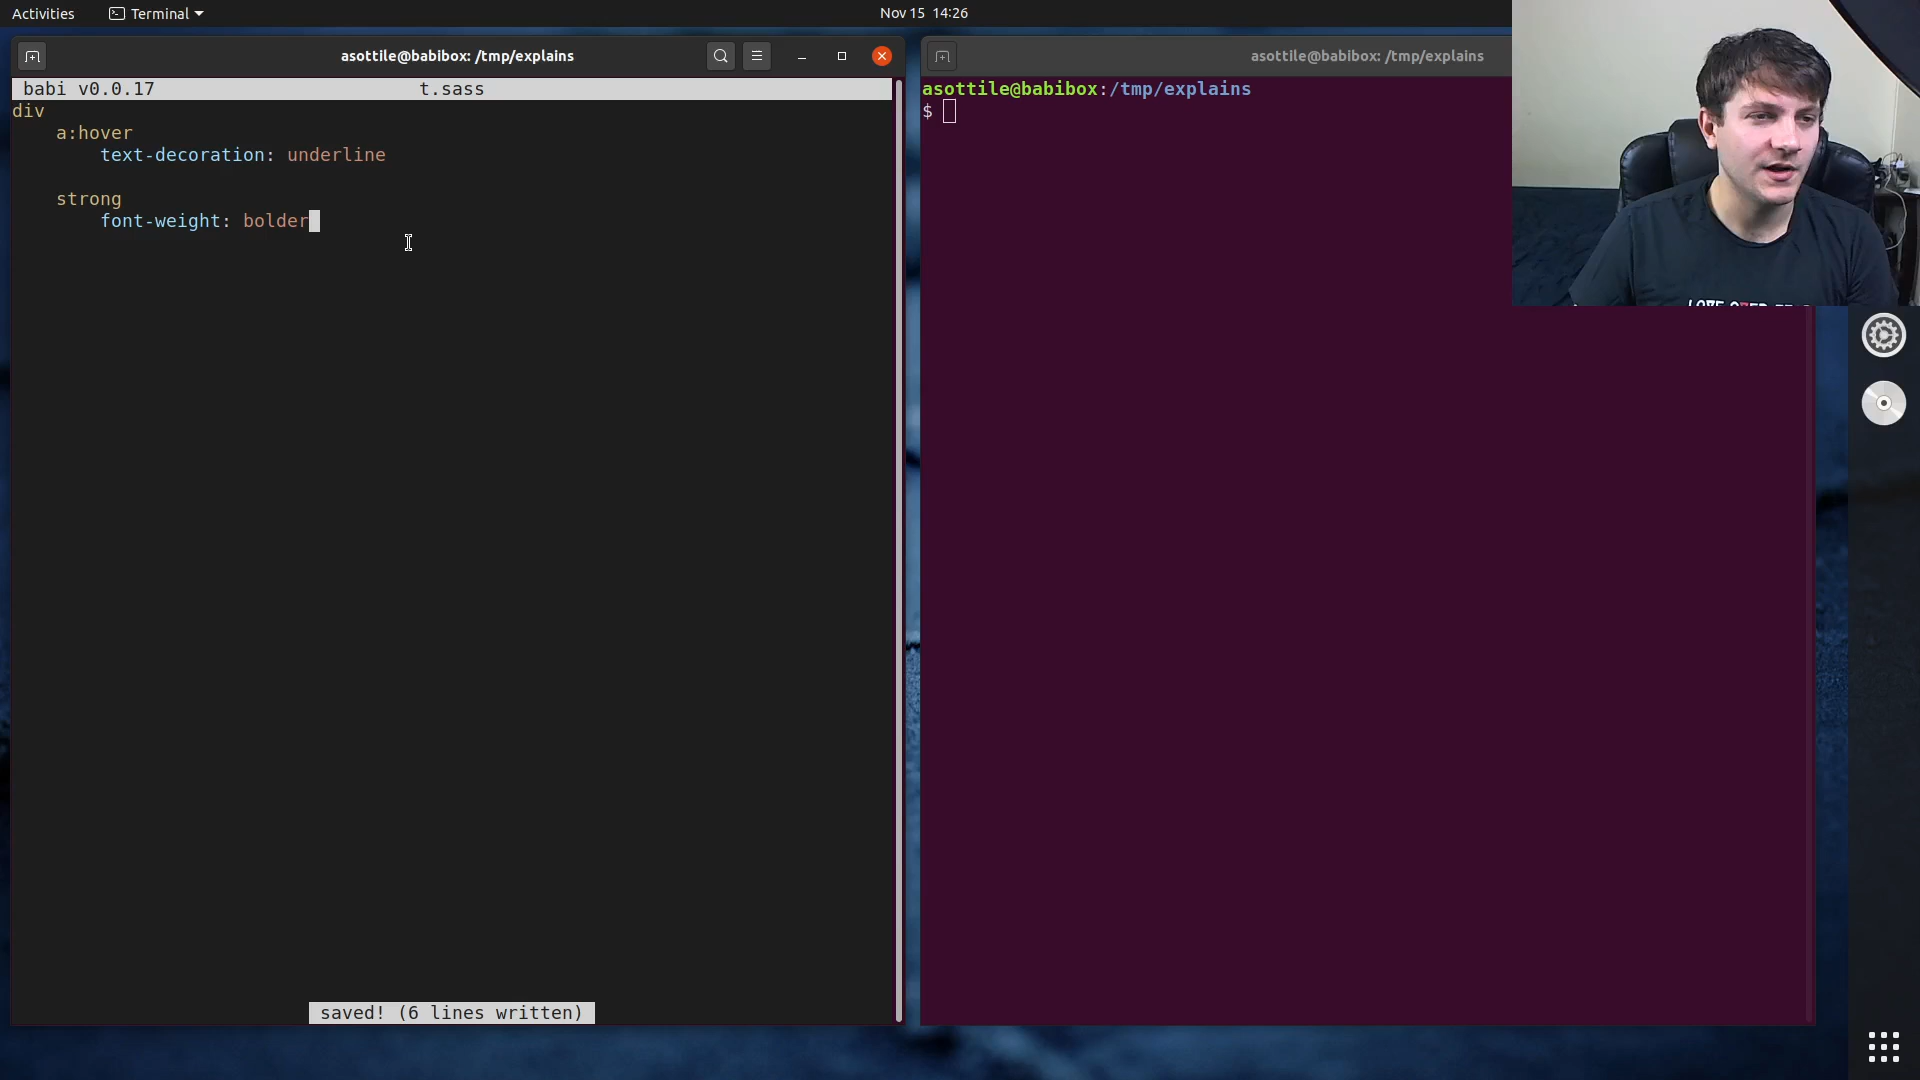 Activities
Terminal
Nov 15 14:26
asottile@babibox: /tmp/explains
babi v0.0.17
t.sass
div
a:hover
text-decoration: underline
strong
font-weight: bolder
saved! (6 lines written)
asottile@babibox: /tmp/explains
asottile@babibox:/tmp/explains
$